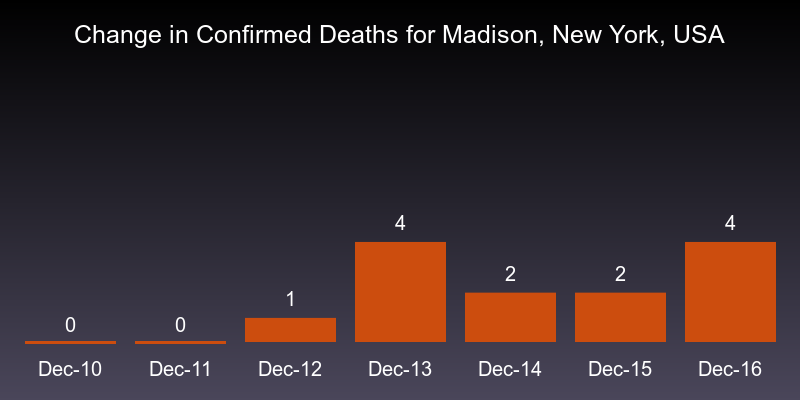 Change in Confirmed Deaths for Madison, New York, USA
0 0 1 4 2 2 4
Dec-10 Dec-11 Dec-12 Dec-13 Dec-14 Dec-15 Dec-16